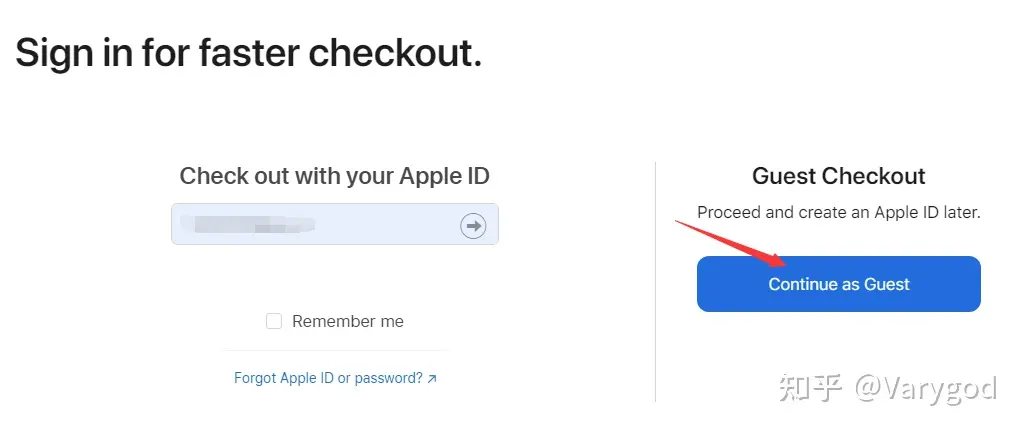 Sign in for faster checkout.
Check out with your Apple ID
Remember me
Forgot Apple ID or password? ↗
Guest Checkout
Proceed and create an Apple ID later.
Continue as Guest
知乎 @Varygod